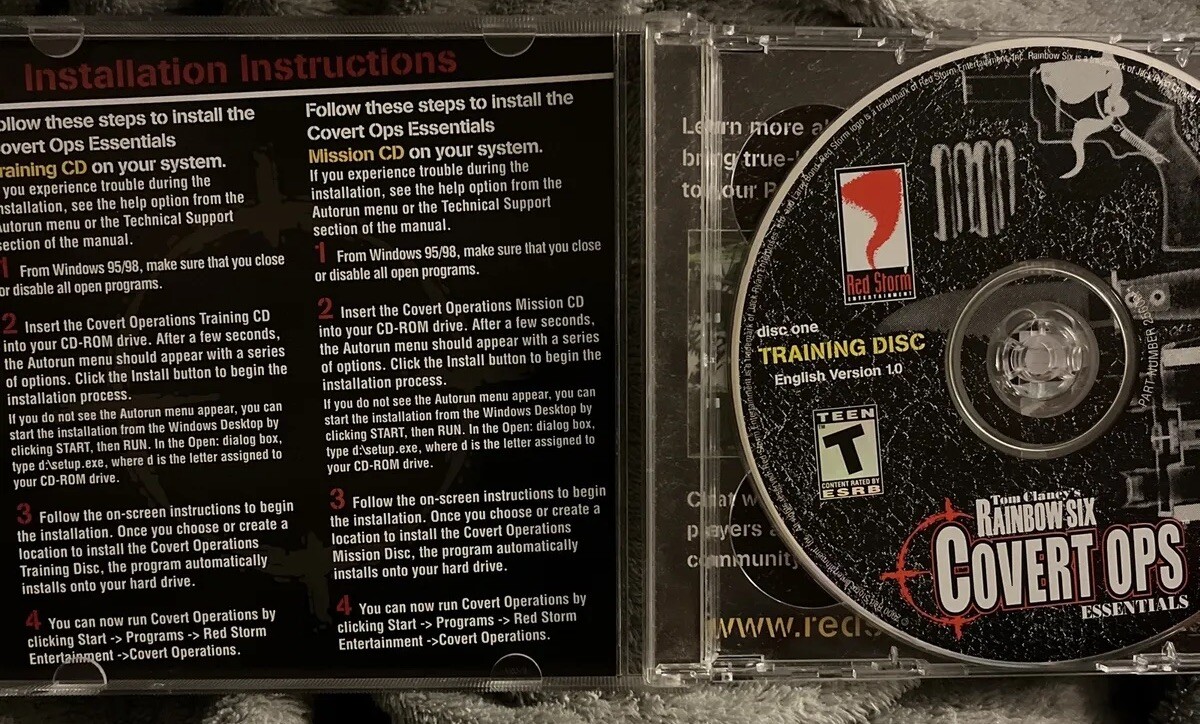 Installation Instructions
ollow these steps to install the
overt Ops Essentials
raining CD on your system.
you experience trouble during the
nstallation, see the help option from the
Autorun menu or the Technical Support
section of the manual.
1 From Windows 95/98, make sure that you close
or disable all open programs.
2 Insert the Covert Operations Training CD
into your CD-ROM drive. After a few seconds,
the Autorun menu should appear with a series
of options. Click the Install button to begin the
installation process.
If you do not see the Autorun menu appear, you can
start the installation from the Windows Desktop by
clicking START, then RUN. In the Open: dialog box,
type d:\setup.exe, where d is the letter assigned to
your CD-ROM drive.
3 Follow the on-screen instructions to begin
the installation. Once you choose or create a
location to install the Covert Operations
Training Disc, the program automatically
installs onto your hard drive.
4 You can now run Covert Operations by
clicking Start -> Programs -> Red Storm
Entertainment ->Covert Operations.
Follow these steps to install the
Covert Ops Essentials
Mission CD on your system.
If you experience trouble during the
installation, see the help option from the
Autorun menu or the Technical Support
section of the manual.
1 From Windows 95/98, make sure that you close
or disable all open programs.
2 Insert the Covert Operations Mission CD
into your CD-ROM drive. After a few seconds,
the Autorun menu should appear with a series
of options. Click the Install button to begin the
installation process.
If you do not see the Autorun menu appear, you can
start the installation from the Windows Desktop by
clicking START, then RUN. In the Open: dialog box,
type d:\setup.exe, where d is the letter assigned to
your CD-ROM drive.
3 Follow the on-screen instructions to begin
the installation. Once you choose or create a
location to install the Covert Operations
Mission Disc, the program automatically
installs onto your hard drive.
4 You can now run Covert Operations by
clicking Start -> Programs -> Red Storm
Entertainment ->Covert Operations.
Learn more a
bring true-
to our P
Chat w
players a
community
www.reds
Red Storm logo is a trademark of Red Storm Entertainment, Inc. Rainbow Six is a trademark of Jack Ryan
Red Storm
ENTERTAINMENT
disc one
TRAINING DISC
English Version 1.0
TEEN
T
CONTENT RATED BY
ESRB
PART NUMBER
Tom Clancy's
RAINBOW SIX
COVERT OPS
ESSENTIALS